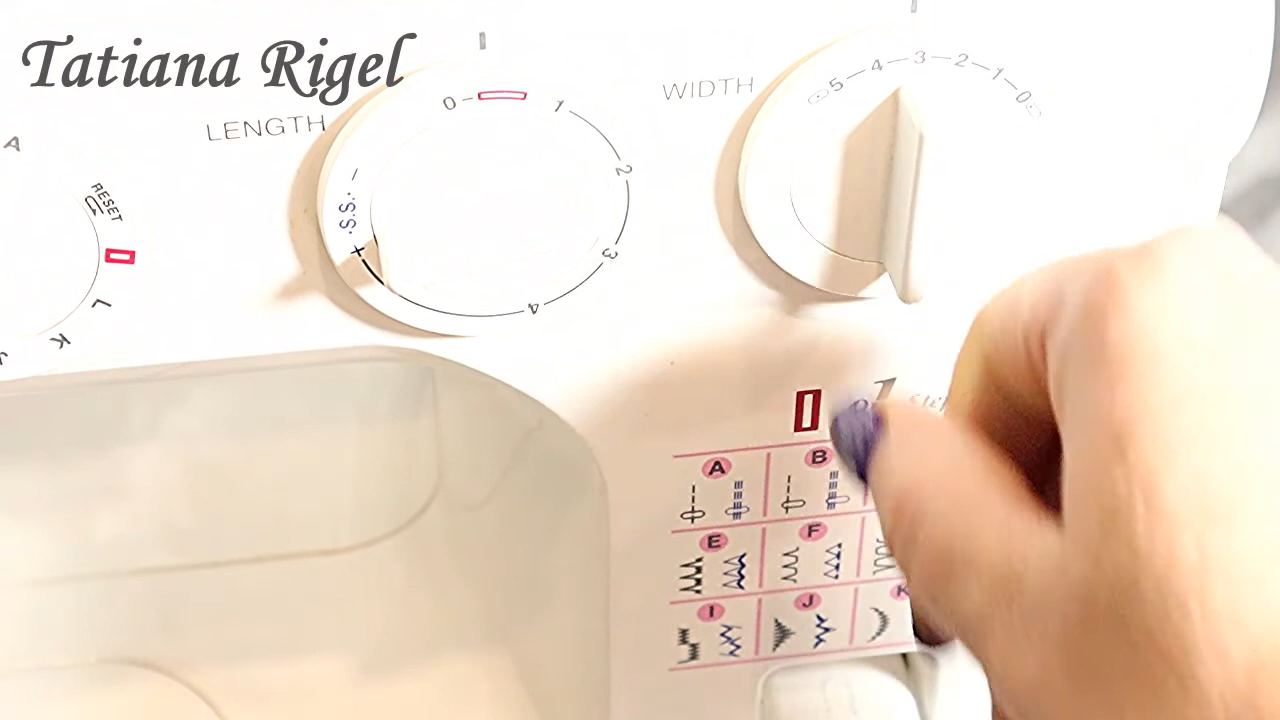 Tatiana Rigel
LENGTH
0
1
2
3
4
+
·S.S.·
−
WIDTH
5
4
3
2
1
0
A
RESET
L
K
A
B
E
F
I
J
K